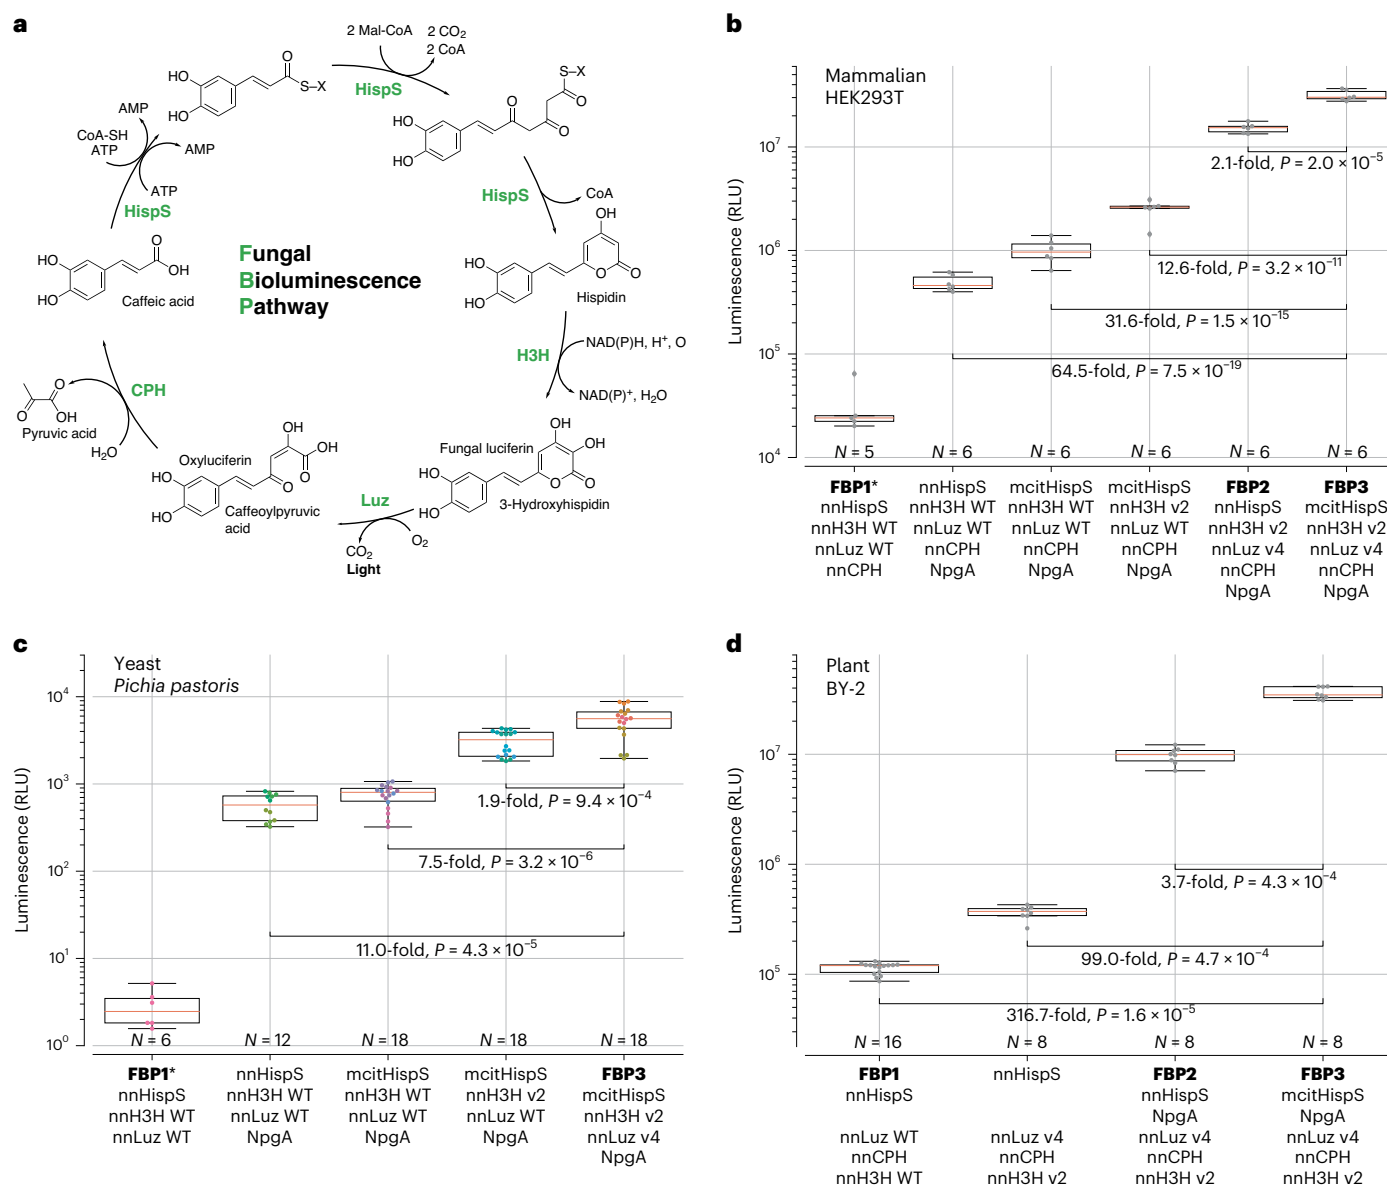 a
2 Mal-CoA
2 CO2
2 CoA
HispS
HO
HO
O
S–X
AMP
CoA-SH
ATP
AMP
ATP
HispS
S–X
O
O
O
HO
HO
HispS
CoA
OH
HO
HO
O
O
Hispidin
HO
HO
O
OH
Caffeic acid
Fungal
Bioluminescence
Pathway
H3H
NAD(P)H, H+, O
NAD(P)+, H2O
CPH
O
O
OH
Pyruvic acid
H2O
Oxyluciferin
OH
OH
O
O
HO
HO
Caffeoylpyruvic
acid
Luz
CO2
Light
O2
Fungal luciferin
OH
OH
O
O
HO
HO
3-Hydroxyhispidin
b
Mammalian
HEK293T
Luminescence (RLU)
10^7
10^6
10^5
10^4
2.1-fold, P = 2.0 × 10^−5
12.6-fold, P = 3.2 × 10^−11
31.6-fold, P = 1.5 × 10^−15
64.5-fold, P = 7.5 × 10^−19
N = 5 N = 6 N = 6 N = 6 N = 6 N = 6
FBP1* nnHispS mcitHispS mcitHispS FBP2 FBP3
nnHispS nnH3H WT nnH3H WT nnH3H v2 nnHispS mcitHispS
nnH3H WT nnLuz WT nnLuz WT nnLuz WT nnH3H v2 nnH3H v2
nnLuz WT nnCPH nnCPH nnCPH nnLuz v4 nnLuz v4
nnCPH NpgA NpgA NpgA nnCPH nnCPH
NpgA NpgA
c
Yeast
Pichia pastoris
Luminescence (RLU)
10^4
10^3
10^2
10^1
10^0
1.9-fold, P = 9.4 × 10^−4
7.5-fold, P = 3.2 × 10^−6
11.0-fold, P = 4.3 × 10^−5
N = 6 N = 12 N = 18 N = 18 N = 18
FBP1* nnHispS mcitHispS mcitHispS FBP3
nnHispS nnH3H WT nnH3H WT nnH3H v2 mcitHispS
nnH3H WT nnLuz WT nnLuz WT nnLuz WT nnH3H v2
nnLuz WT NpgA NpgA NpgA nnLuz v4
NpgA
d
Plant
BY-2
Luminescence (RLU)
10^7
10^6
10^5
3.7-fold, P = 4.3 × 10^−4
99.0-fold, P = 4.7 × 10^−4
316.7-fold, P = 1.6 × 10^−5
N = 16 N = 8 N = 8 N = 8
FBP1 nnHispS FBP2 FBP3
nnHispS nnHispS mcitHispS
NpgA NpgA
nnLuz WT nnLuz v4 nnLuz v4 nnLuz v4
nnCPH nnCPH nnCPH nnCPH
nnH3H WT nnH3H v2 nnH3H v2 nnH3H v2